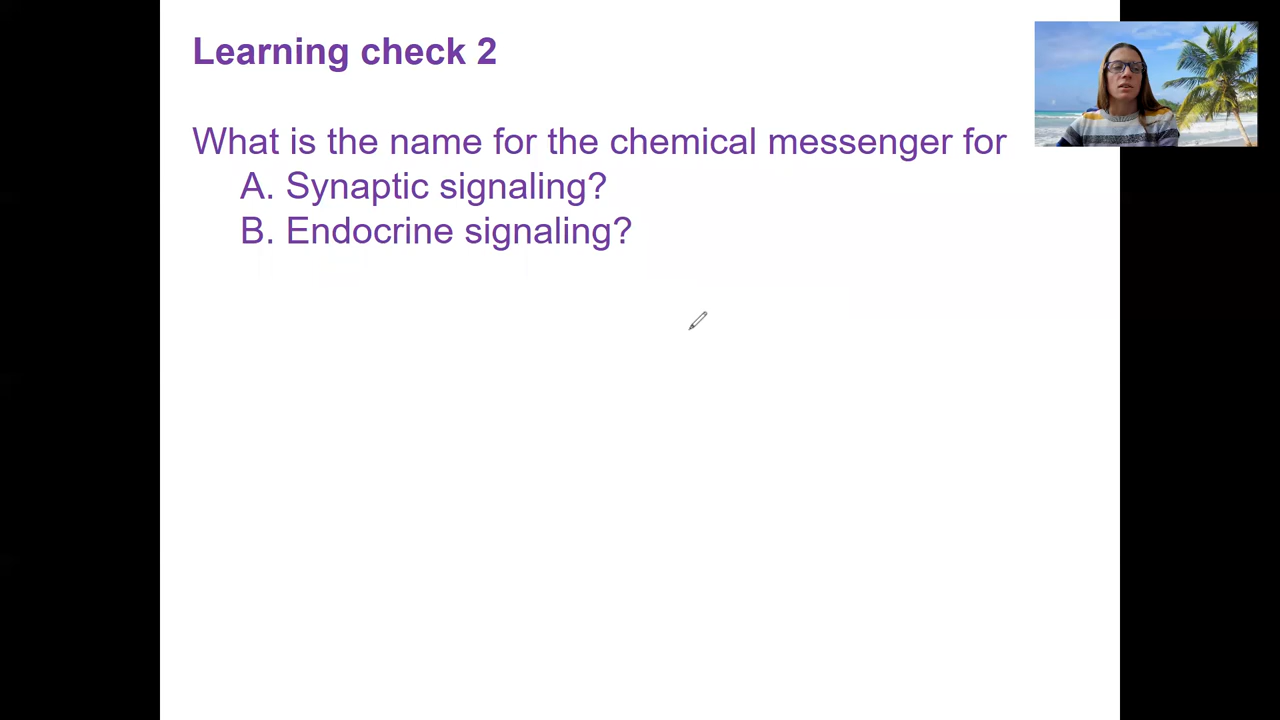 Learning check 2
What is the name for the chemical messenger for
A. Synaptic signaling?
B. Endocrine signaling?